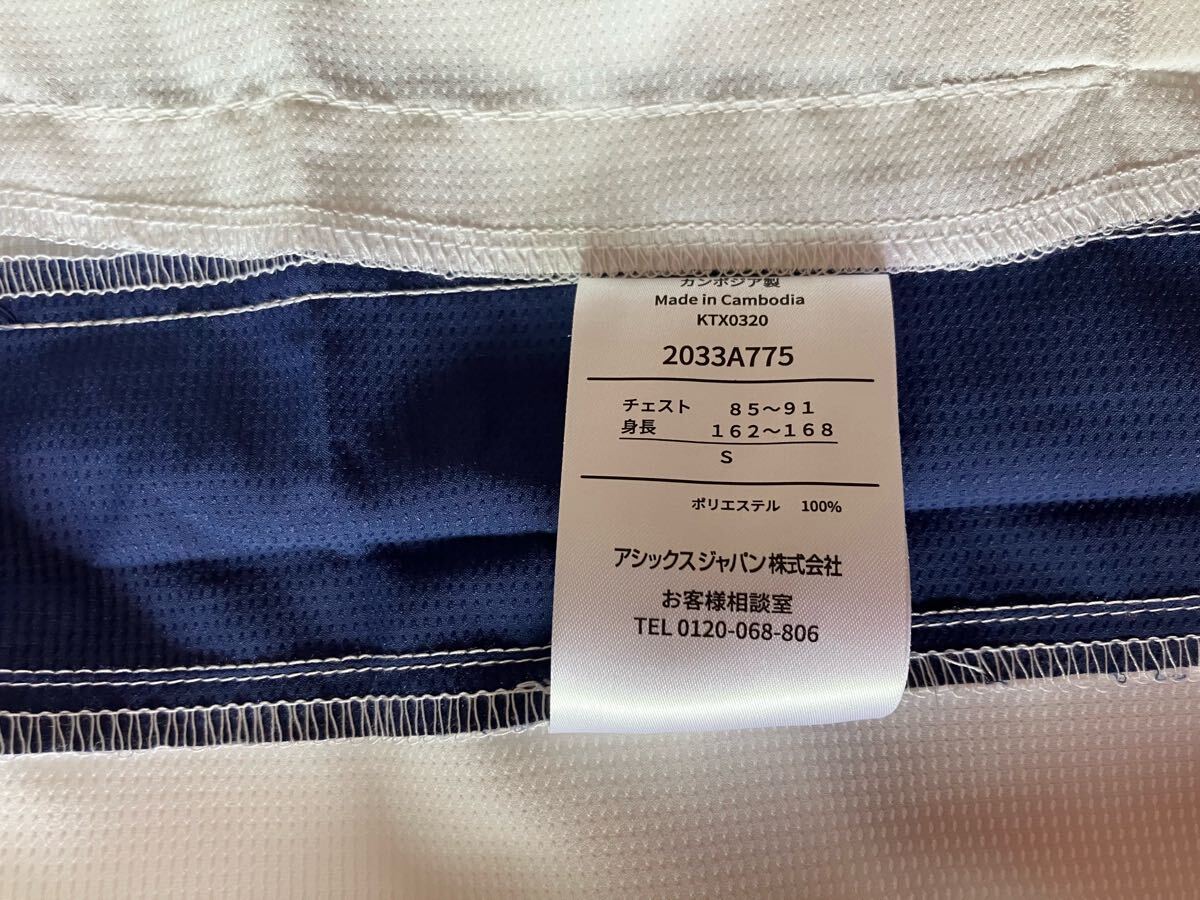 カンボジア製
Made in Cambodia
KTX0320
2033A775
チェスト ８５～９１
身長 １６２～１６８
Ｓ
ポリエステル 100%
アシックスジャパン株式会社
お客様相談室
TEL 0120-068-806